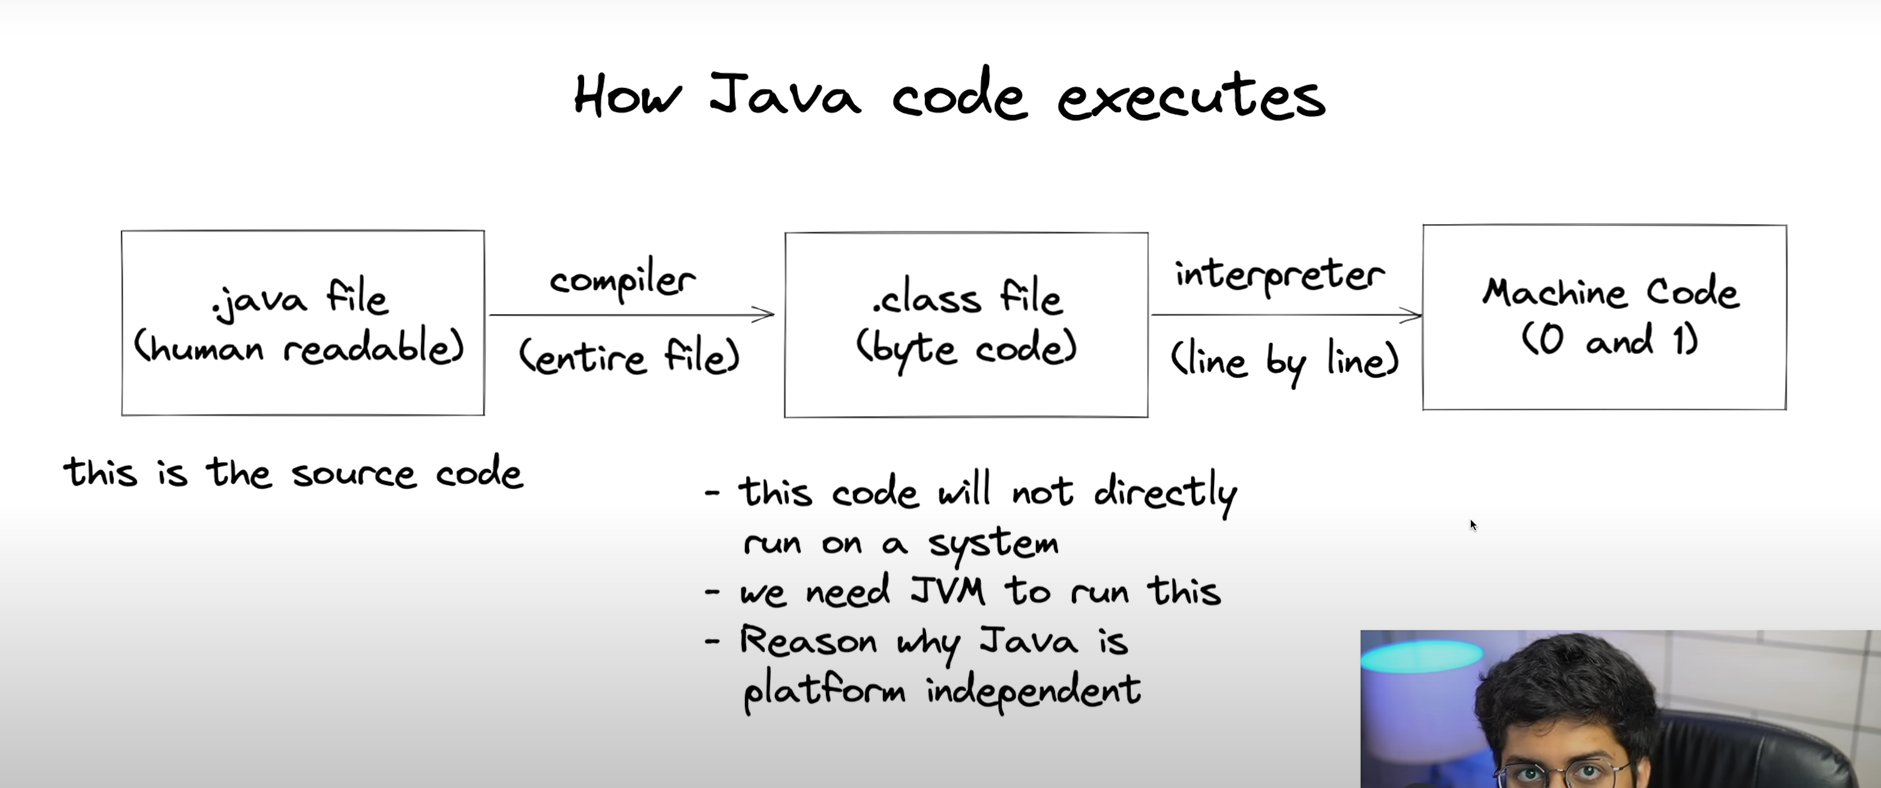 How Java code executes
.java file
(human readable)
compiler
(entire file)
.class file
(byte code)
interpreter
(line by line)
Machine Code
(0 and 1)
this is the source code
- this code will not directly
run on a system
- we need JVM to run this
- Reason why Java is
platform independent